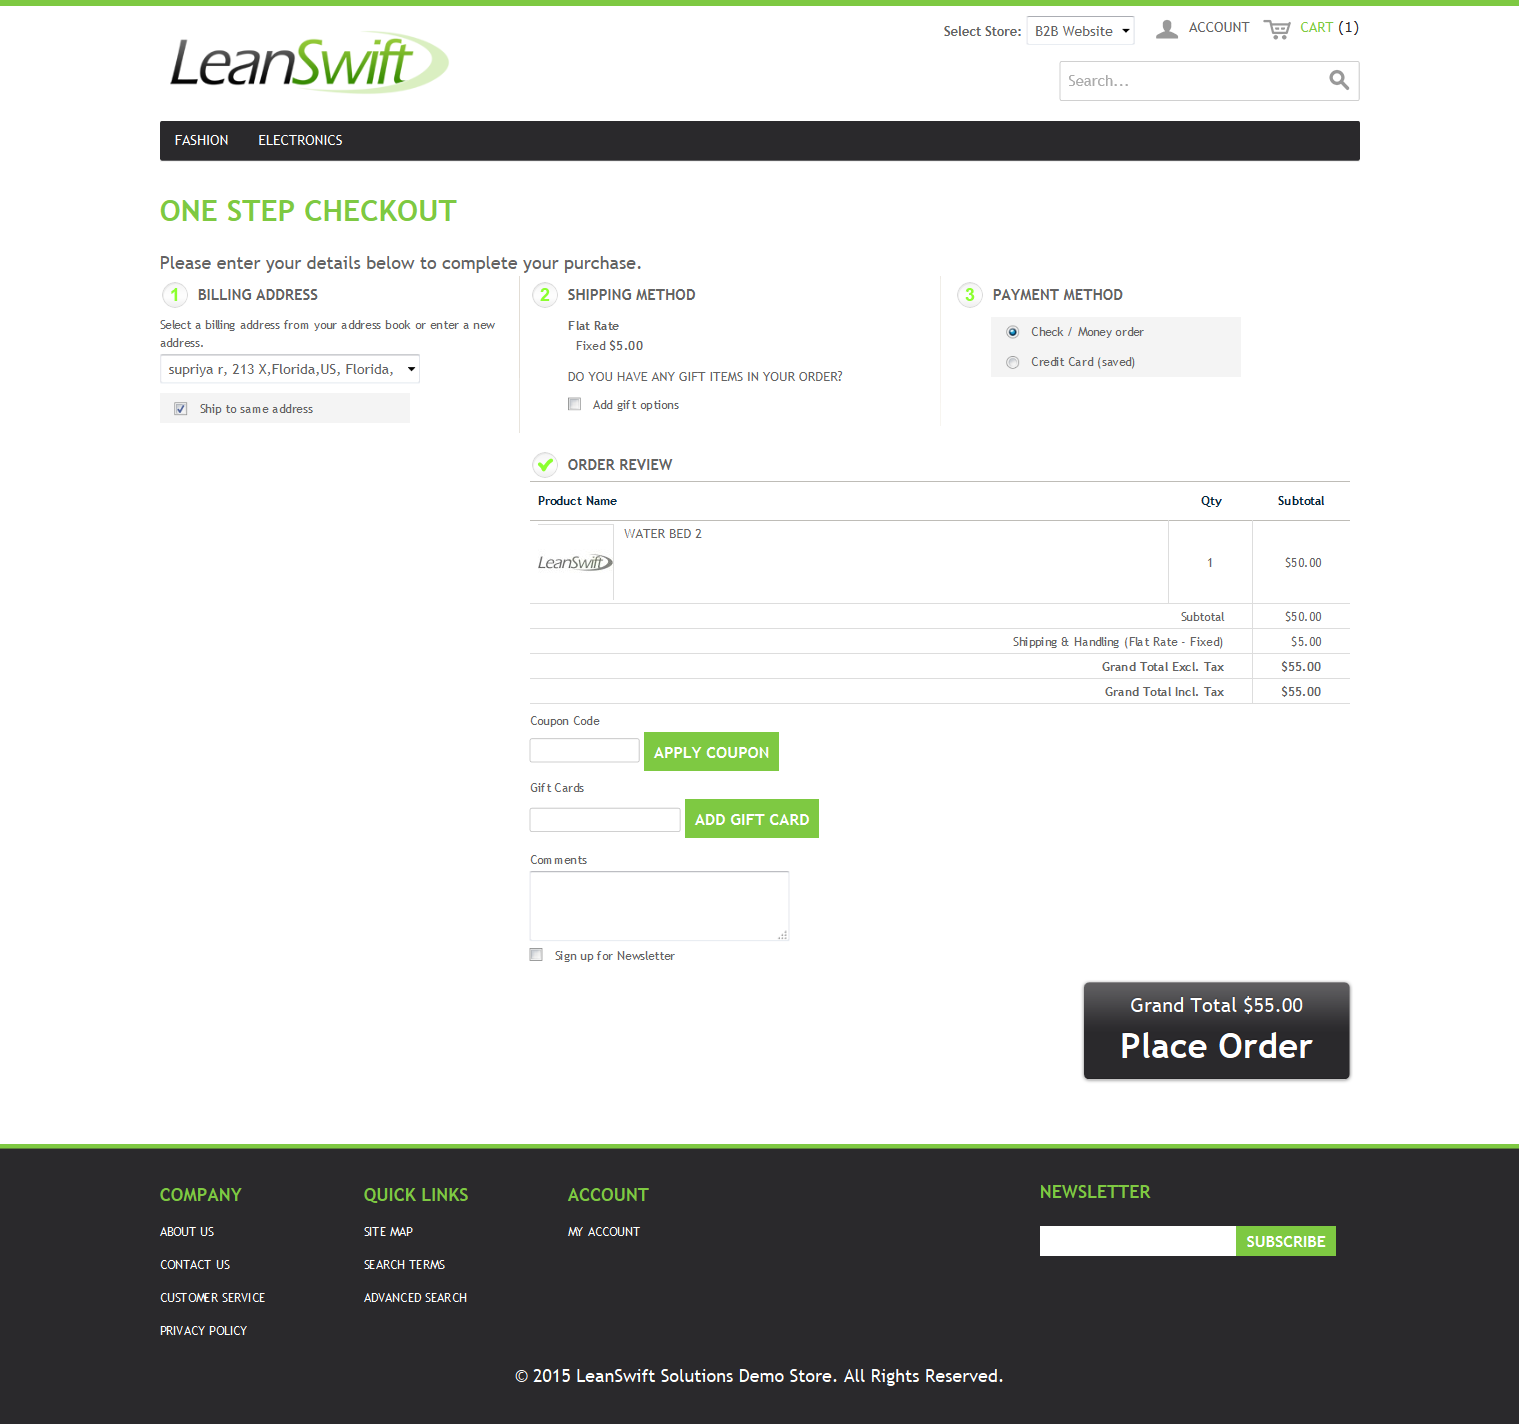 LeanSwift
Select Store: B2B Website ACCOUNT CART (1)
Search...
FASHION ELECTRONICS
ONE STEP CHECKOUT
Please enter your details below to complete your purchase.
1 BILLING ADDRESS
Select a billing address from your address book or enter a new
address.
supriya r, 213 X,Florida,US, Florida,
Ship to same address
2 SHIPPING METHOD
Flat Rate
Fixed $5.00
DO YOU HAVE ANY GIFT ITEMS IN YOUR ORDER?
Add gift options
3 PAYMENT METHOD
Check / Money order
Credit Card (saved)
ORDER REVIEW
Product Name Qty Subtotal
LeanSwift WATER BED 2 1 $50.00
Subtotal $50.00
Shipping & Handling (Flat Rate - Fixed) $5.00
Grand Total Excl. Tax $55.00
Grand Total Incl. Tax $55.00
Coupon Code
APPLY COUPON
Gift Cards
ADD GIFT CARD
Comments
Sign up for Newsletter
Grand Total $55.00
Place Order
COMPANY
ABOUT US
CONTACT US
CUSTOMER SERVICE
PRIVACY POLICY
QUICK LINKS
SITE MAP
SEARCH TERMS
ADVANCED SEARCH
ACCOUNT
MY ACCOUNT
NEWSLETTER
SUBSCRIBE
© 2015 LeanSwift Solutions Demo Store. All Rights Reserved.